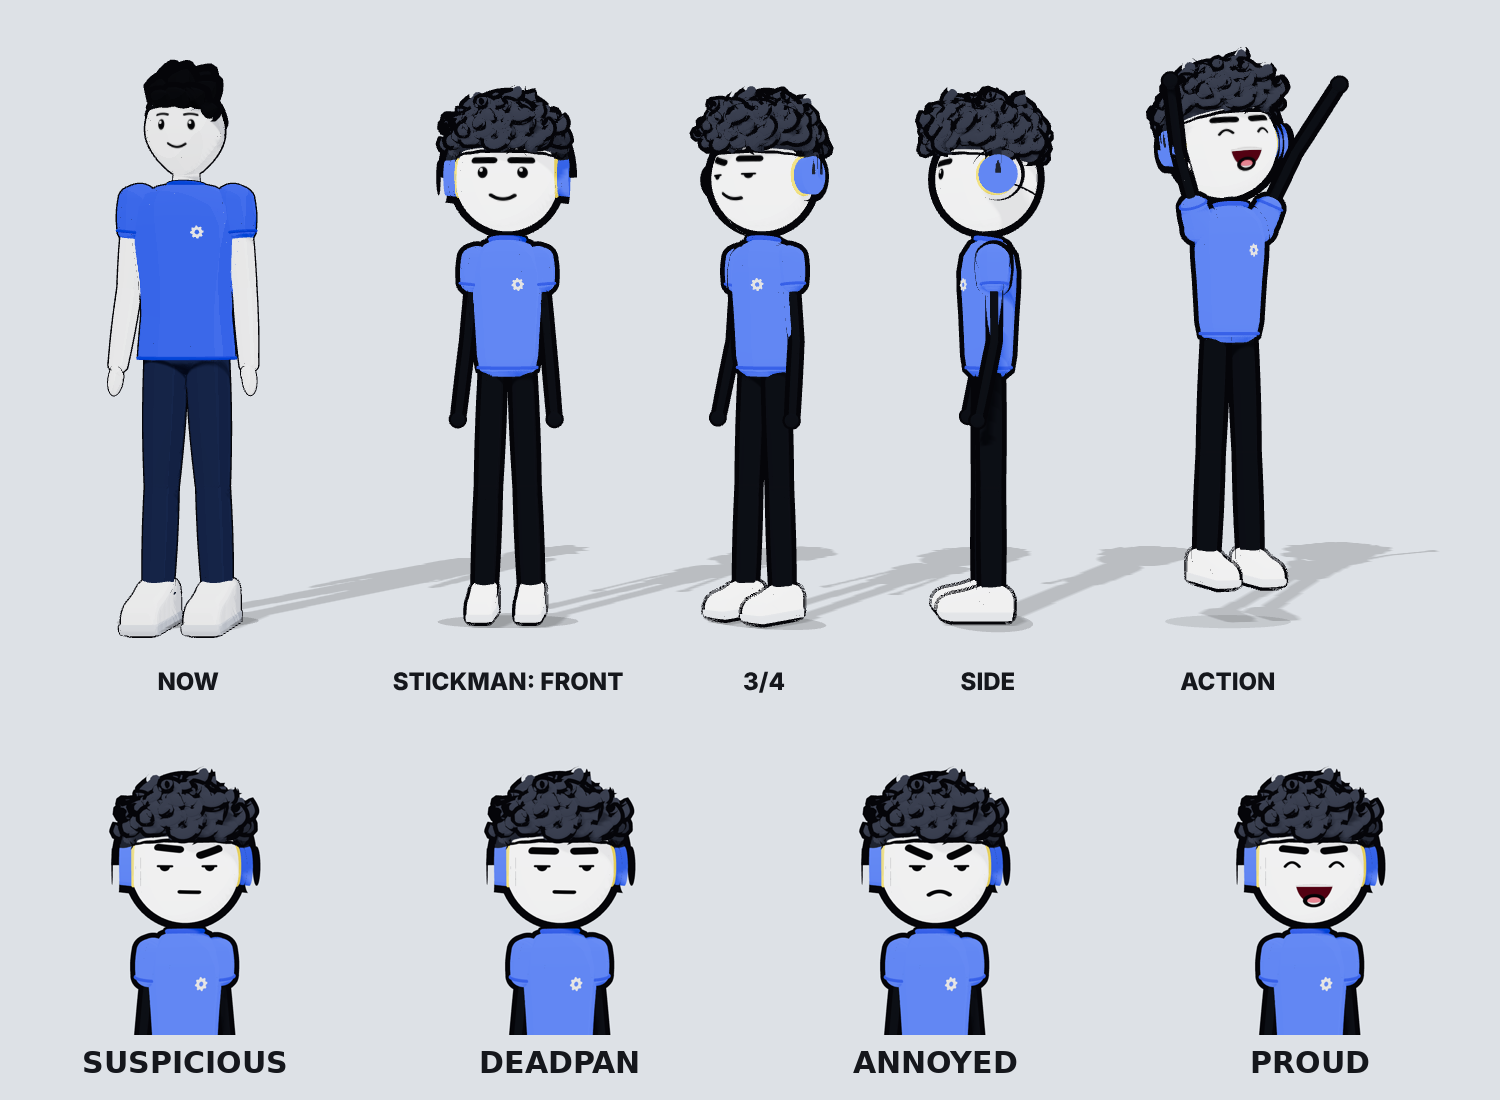 NOW
STICKMAN: FRONT
3/4
SIDE
ACTION
SUSPICIOUS
DEADPAN
ANNOYED
PROUD